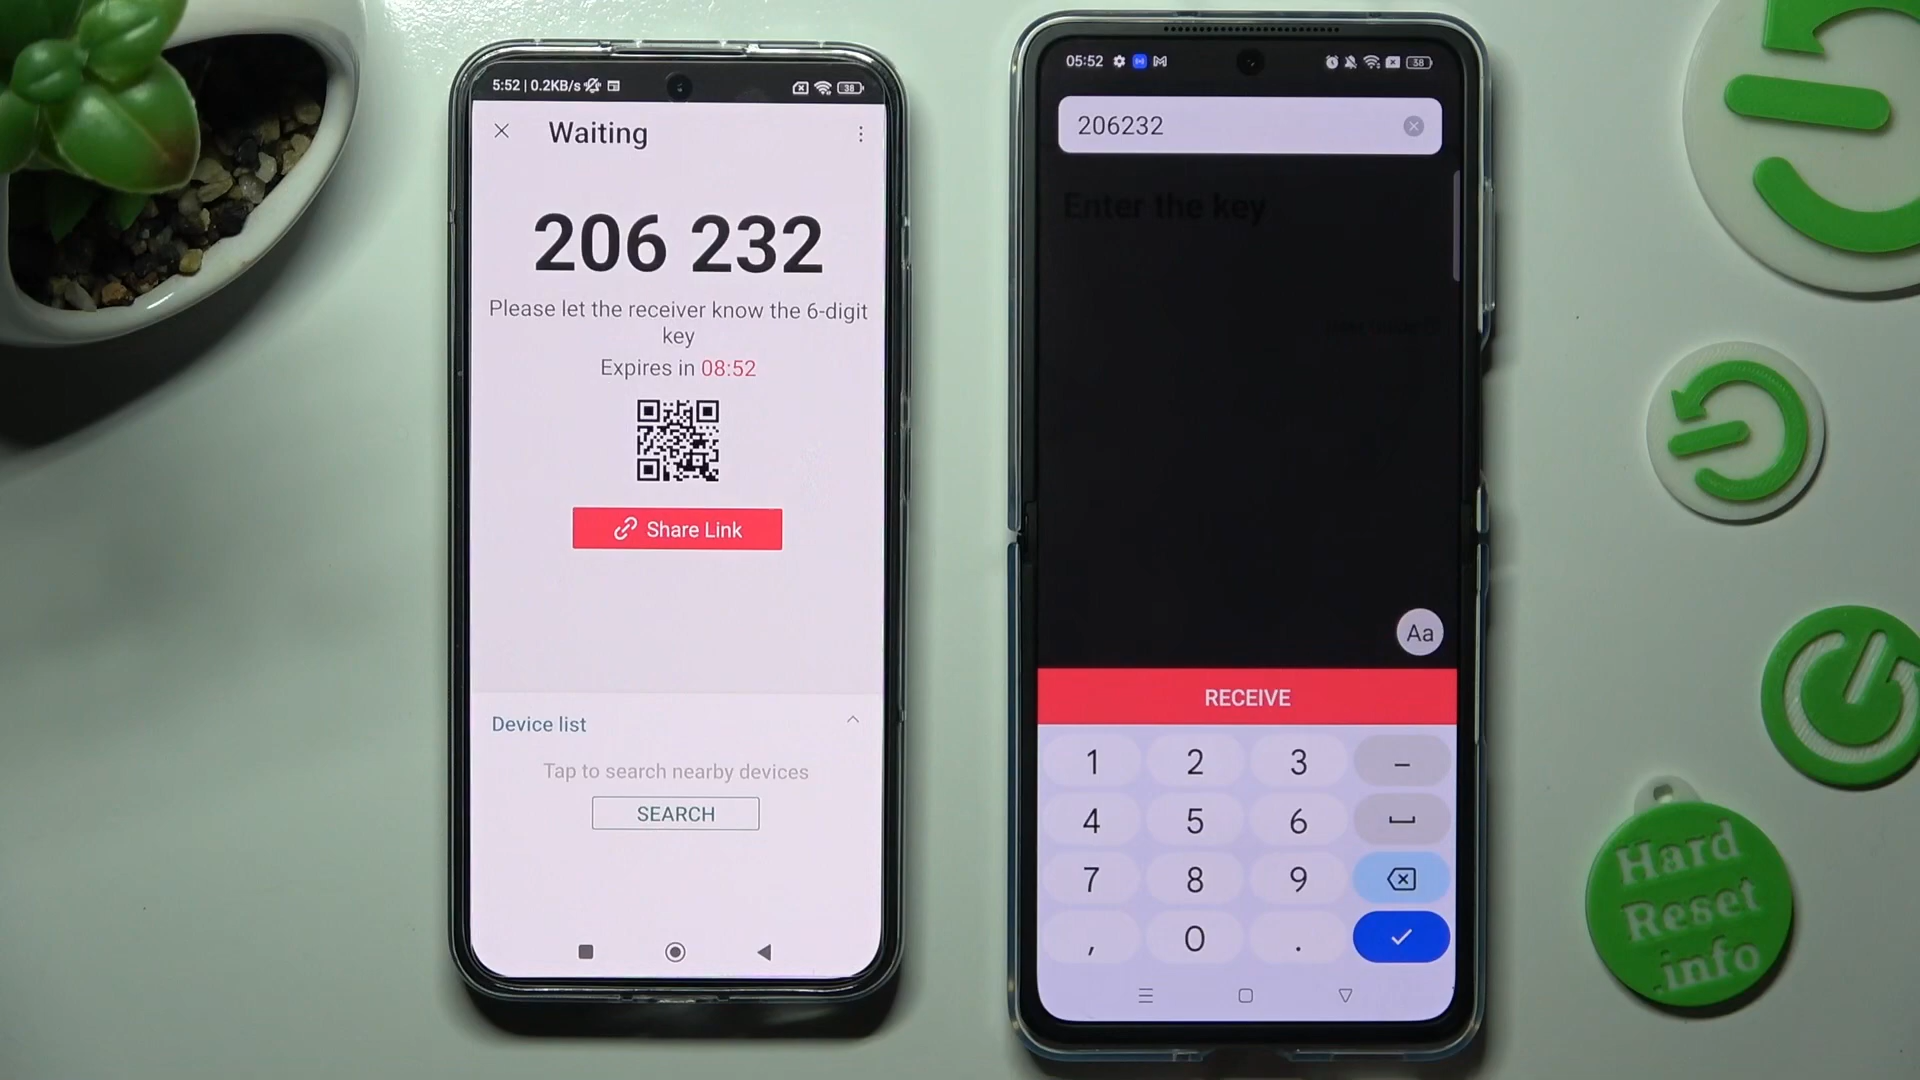 5:52 | 0.2KB/s
38
Waiting
206 232
Please let the receiver know the 6-digit
key
Expires in 08:52
Share Link
Device list
Tap to search nearby devices
SEARCH
05:52
38
206232
Enter the key
Aa
RECEIVE
1 2 3 –
4 5 6
7 8 9
, 0 .
Hard
Reset
.info